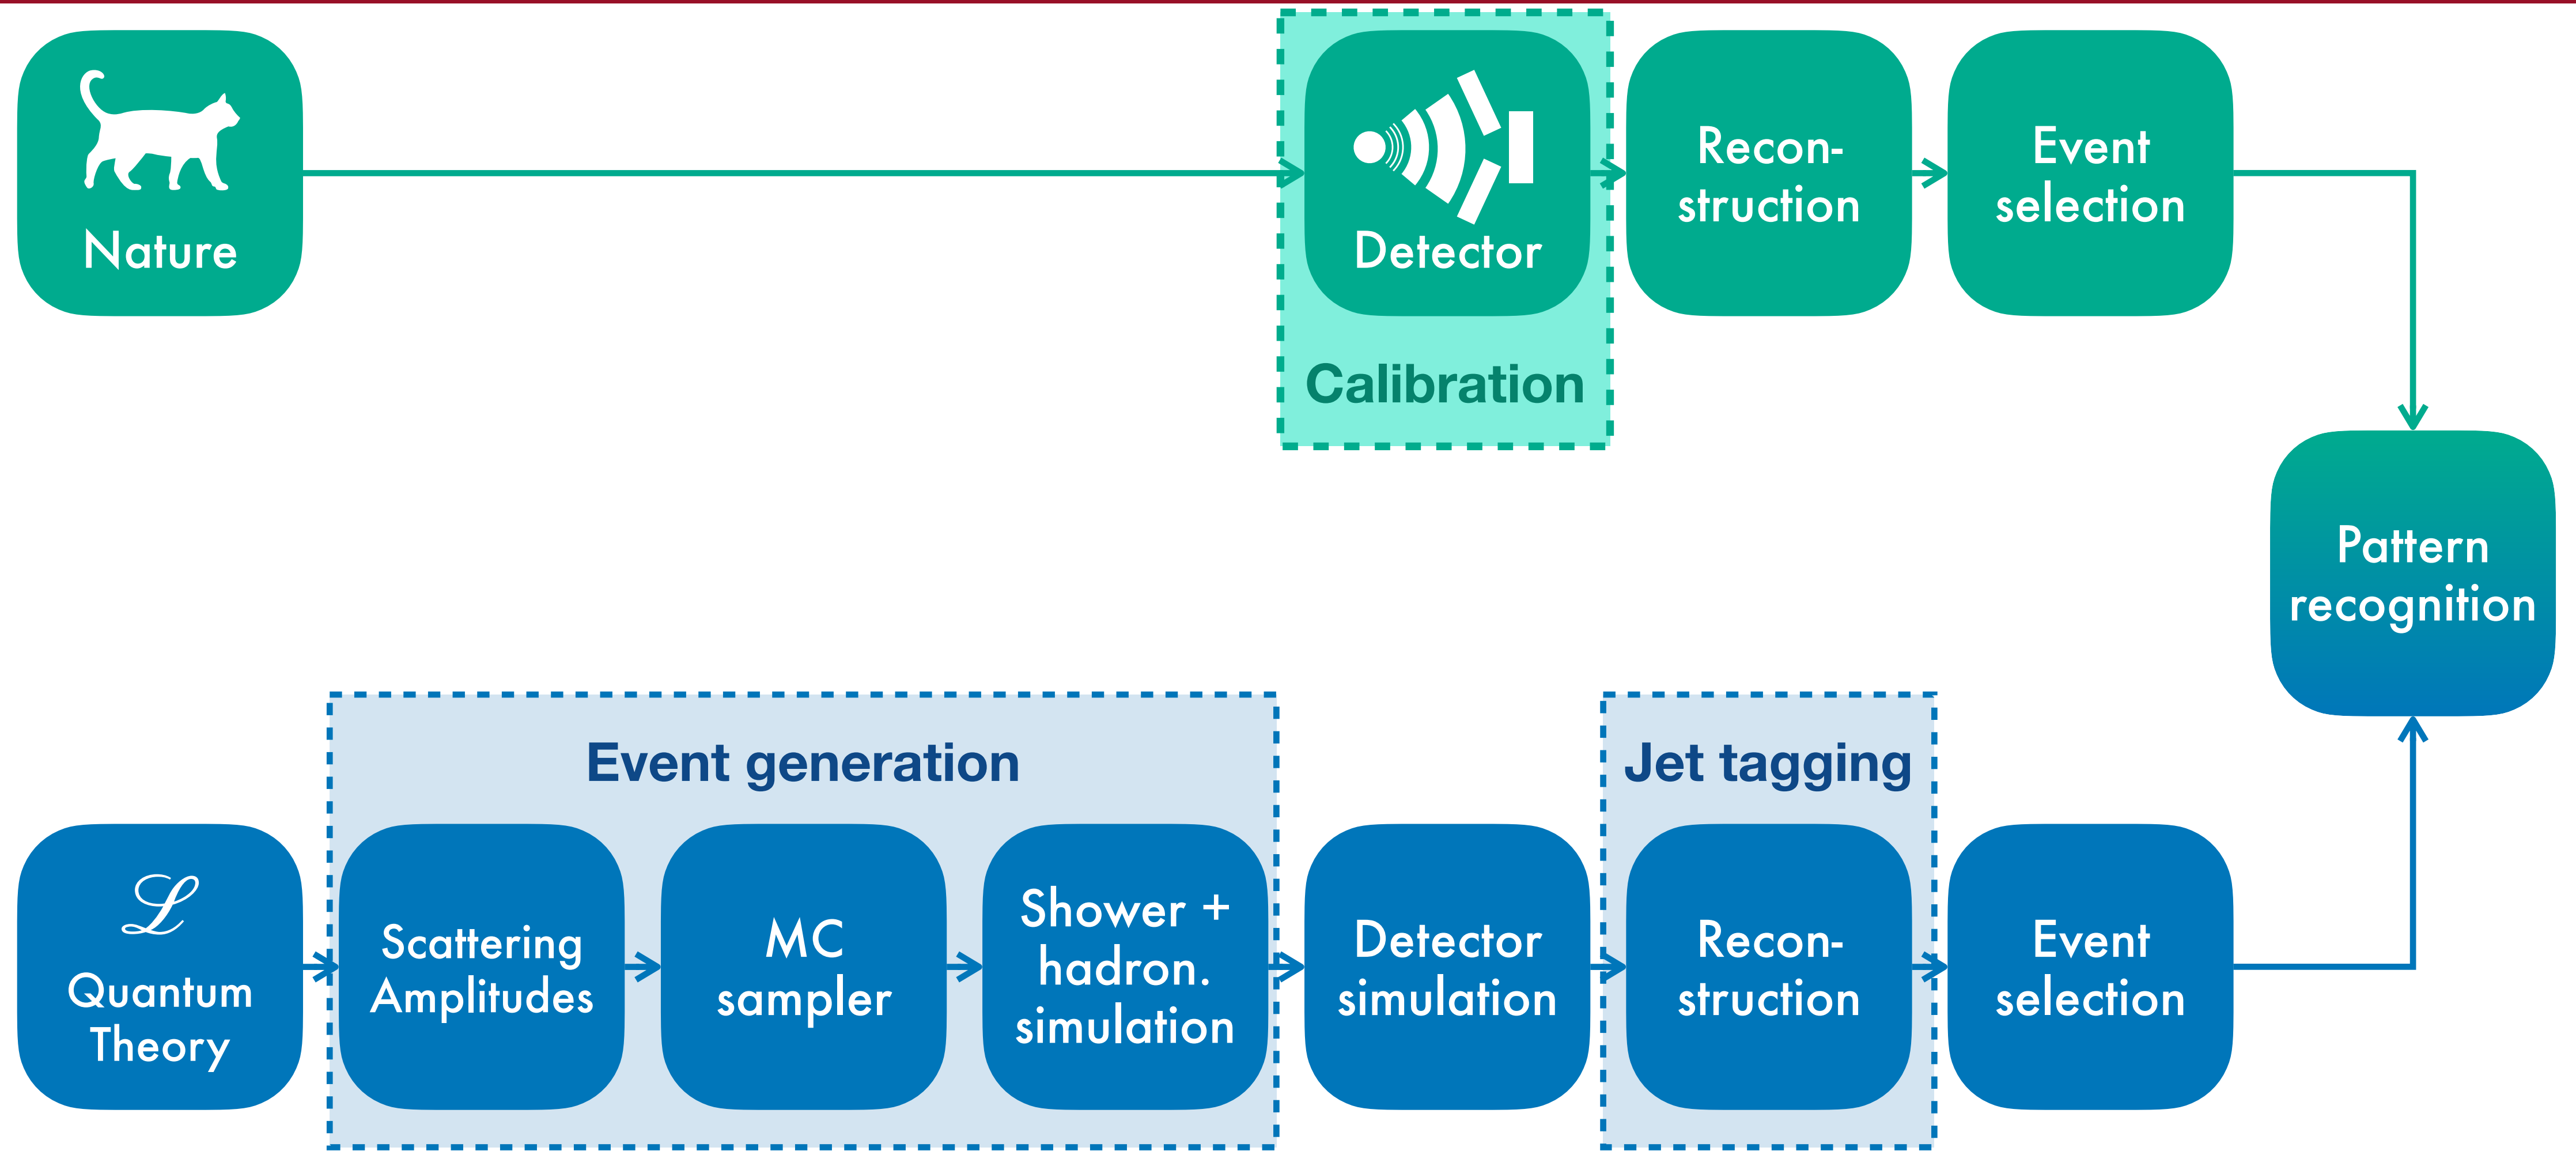 Nature
Detector
Calibration
Recon-
struction
Event
selection
Pattern
recognition
Event generation
Jet tagging
ℒ
Quantum
Theory
Scattering
Amplitudes
MC
sampler
Shower +
hadron.
simulation
Detector
simulation
Recon-
struction
Event
selection